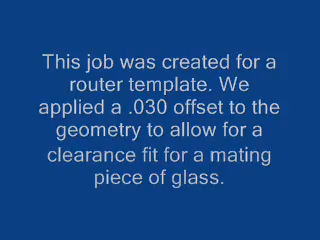 This job was created for a
router template. We
applied a .030 offset to the
geometry to allow for a
clearance fit for a mating
piece of glass.